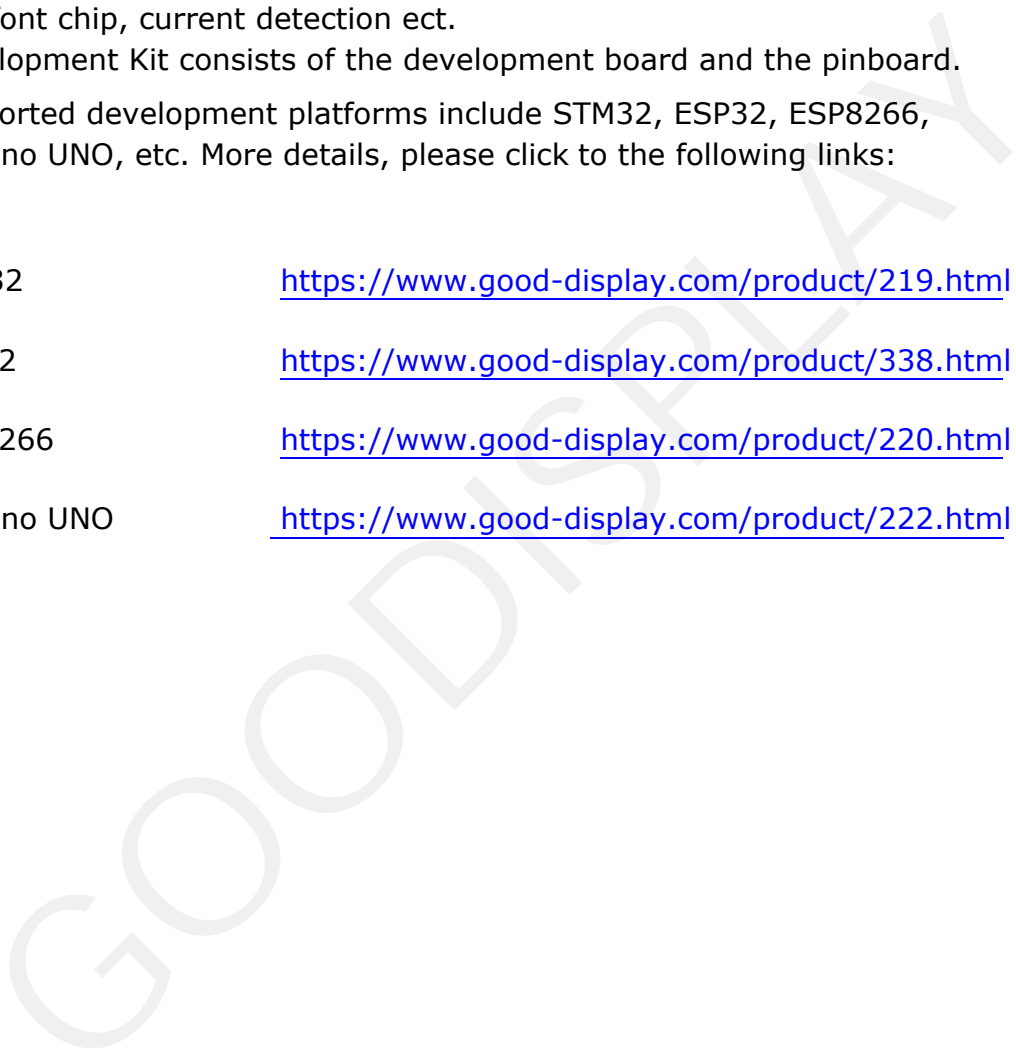 font chip, current detection ect.
lopment Kit consists of the development board and the pinboard.
orted development platforms include STM32, ESP32, ESP8266,
no UNO, etc. More details, please click to the following links:
32 https://www.good-display.com/product/219.html
2 https://www.good-display.com/product/338.html
266 https://www.good-display.com/product/220.html
no UNO https://www.good-display.com/product/222.html
GOODISPLAY